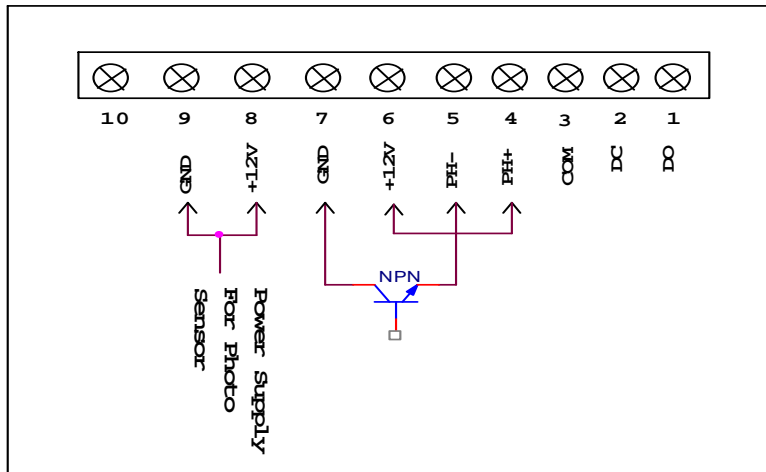 10 9 8 7 6 5 4 3 2 1
GND +12V GND +12V PH- PH+ COM DC DO
NPN
Power Supply
For Photo
Sensor